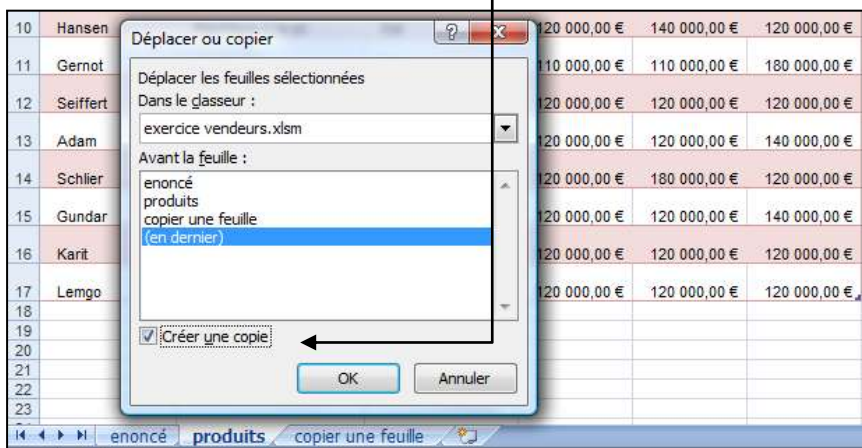 10 Hansen 120 000,00 € 140 000,00 € 120 000,00 €
Déplacer ou copier ?
11 Gernot 110 000,00 € 110 000,00 € 180 000,00 €
Déplacer les feuilles sélectionnées
Dans le classeur :
12 Seiffert 120 000,00 € 120 000,00 € 120 000,00 €
exercice vendeurs.xlsm
13 Adam 120 000,00 € 120 000,00 € 140 000,00 €
Avant la feuille :
14 Schlier 120 000,00 € 180 000,00 € 120 000,00 €
enoncé
produits
copier une feuille
15 Gundar 120 000,00 € 120 000,00 € 140 000,00 €
(en dernier)
16 Karit 120 000,00 € 120 000,00 € 120 000,00 €
17 Lemgo 120 000,00 € 120 000,00 € 120 000,00 €
18
19
Créer une copie
20
21
OK Annuler
22
23
enoncé produits copier une feuille